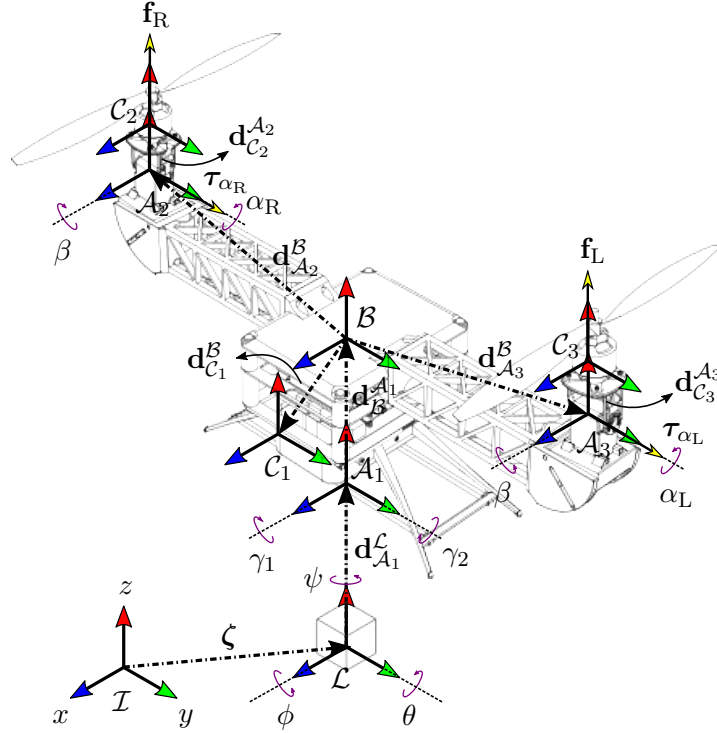 f_R
C_2
d^{A_2}_{C_2}
τ_{α_R}
A_2
α_R
β
d^B_{A_2}
f_L
B
d^B_{C_1}
d^B_{A_3}
C_3
d^{A_3}_{C_3}
d^{A_1}_B
τ_{α_L}
A_3
C_1
A_1
β
α_L
γ_1
d^L_{A_1}
γ_2
ψ
z
ζ
L
x
I
y
φ
θ